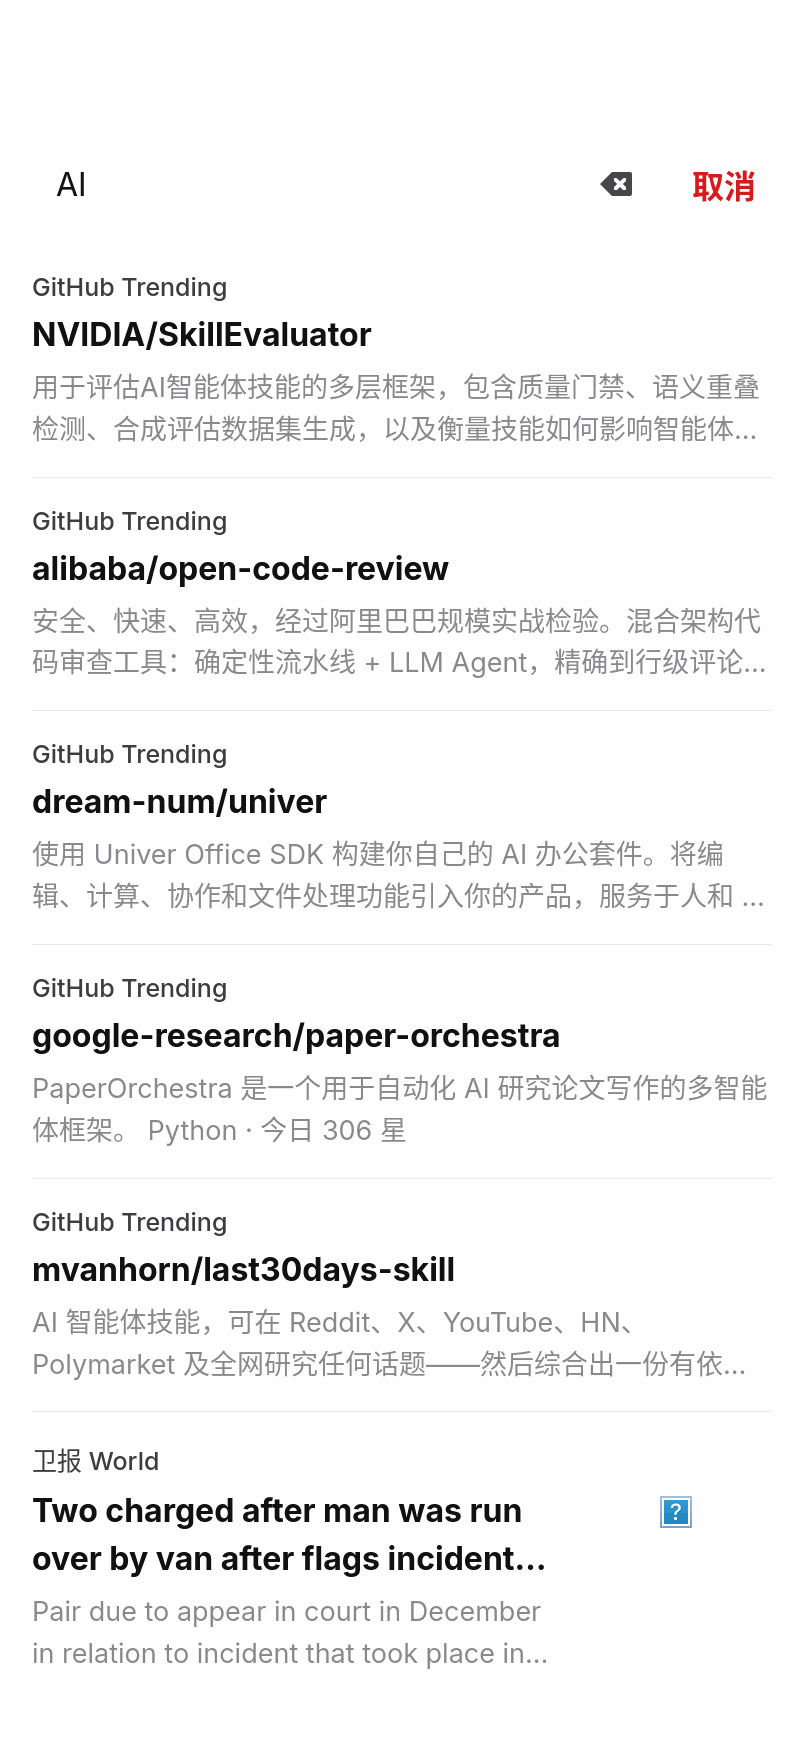 AI
取消
GitHub Trending
NVIDIA/SkillEvaluator
用于评估AI智能体技能的多层框架，包含质量门禁、语义重叠
检测、合成评估数据集生成，以及衡量技能如何影响智能体...
GitHub Trending
alibaba/open-code-review
安全、快速、高效，经过阿里巴巴规模实战检验。混合架构代
码审查工具：确定性流水线 + LLM Agent，精确到行级评论...
GitHub Trending
dream-num/univer
使用 Univer Office SDK 构建你自己的 AI 办公套件。将编
辑、计算、协作和文件处理功能引入你的产品，服务于人和 ...
GitHub Trending
google-research/paper-orchestra
PaperOrchestra 是一个用于自动化 AI 研究论文写作的多智能
体框架。 Python · 今日 306 星
GitHub Trending
mvanhorn/last30days-skill
AI 智能体技能，可在 Reddit、X、YouTube、HN、
Polymarket 及全网研究任何话题——然后综合出一份有依...
卫报 World
Two charged after man was run
over by van after flags incident...
Pair due to appear in court in December
in relation to incident that took place in...